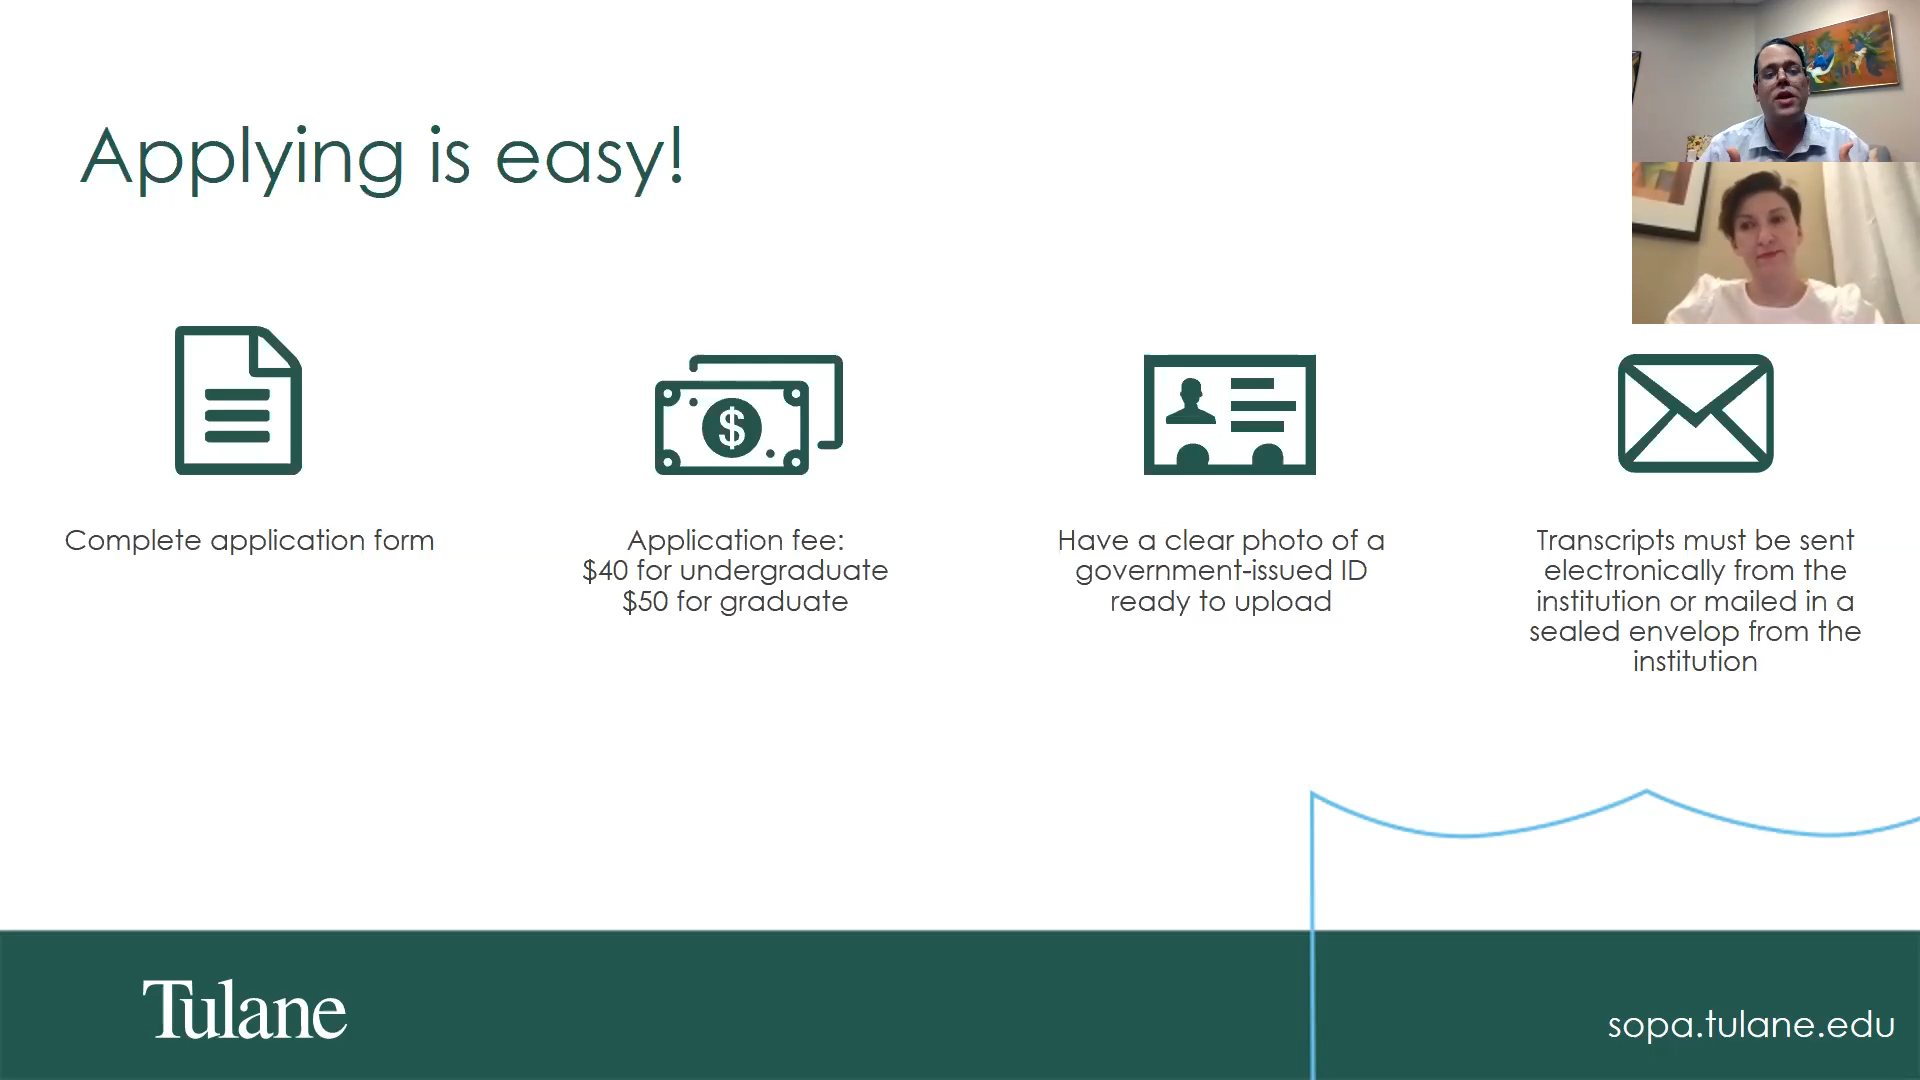 Applying is easy!
$
Complete application form
Application fee:
$40 for undergraduate
$50 for graduate
Have a clear photo of a
government-issued ID
ready to upload
Transcripts must be sent
electronically from the
institution or mailed in a
sealed envelop from the
institution
Tulane
sopa.tulane.edu